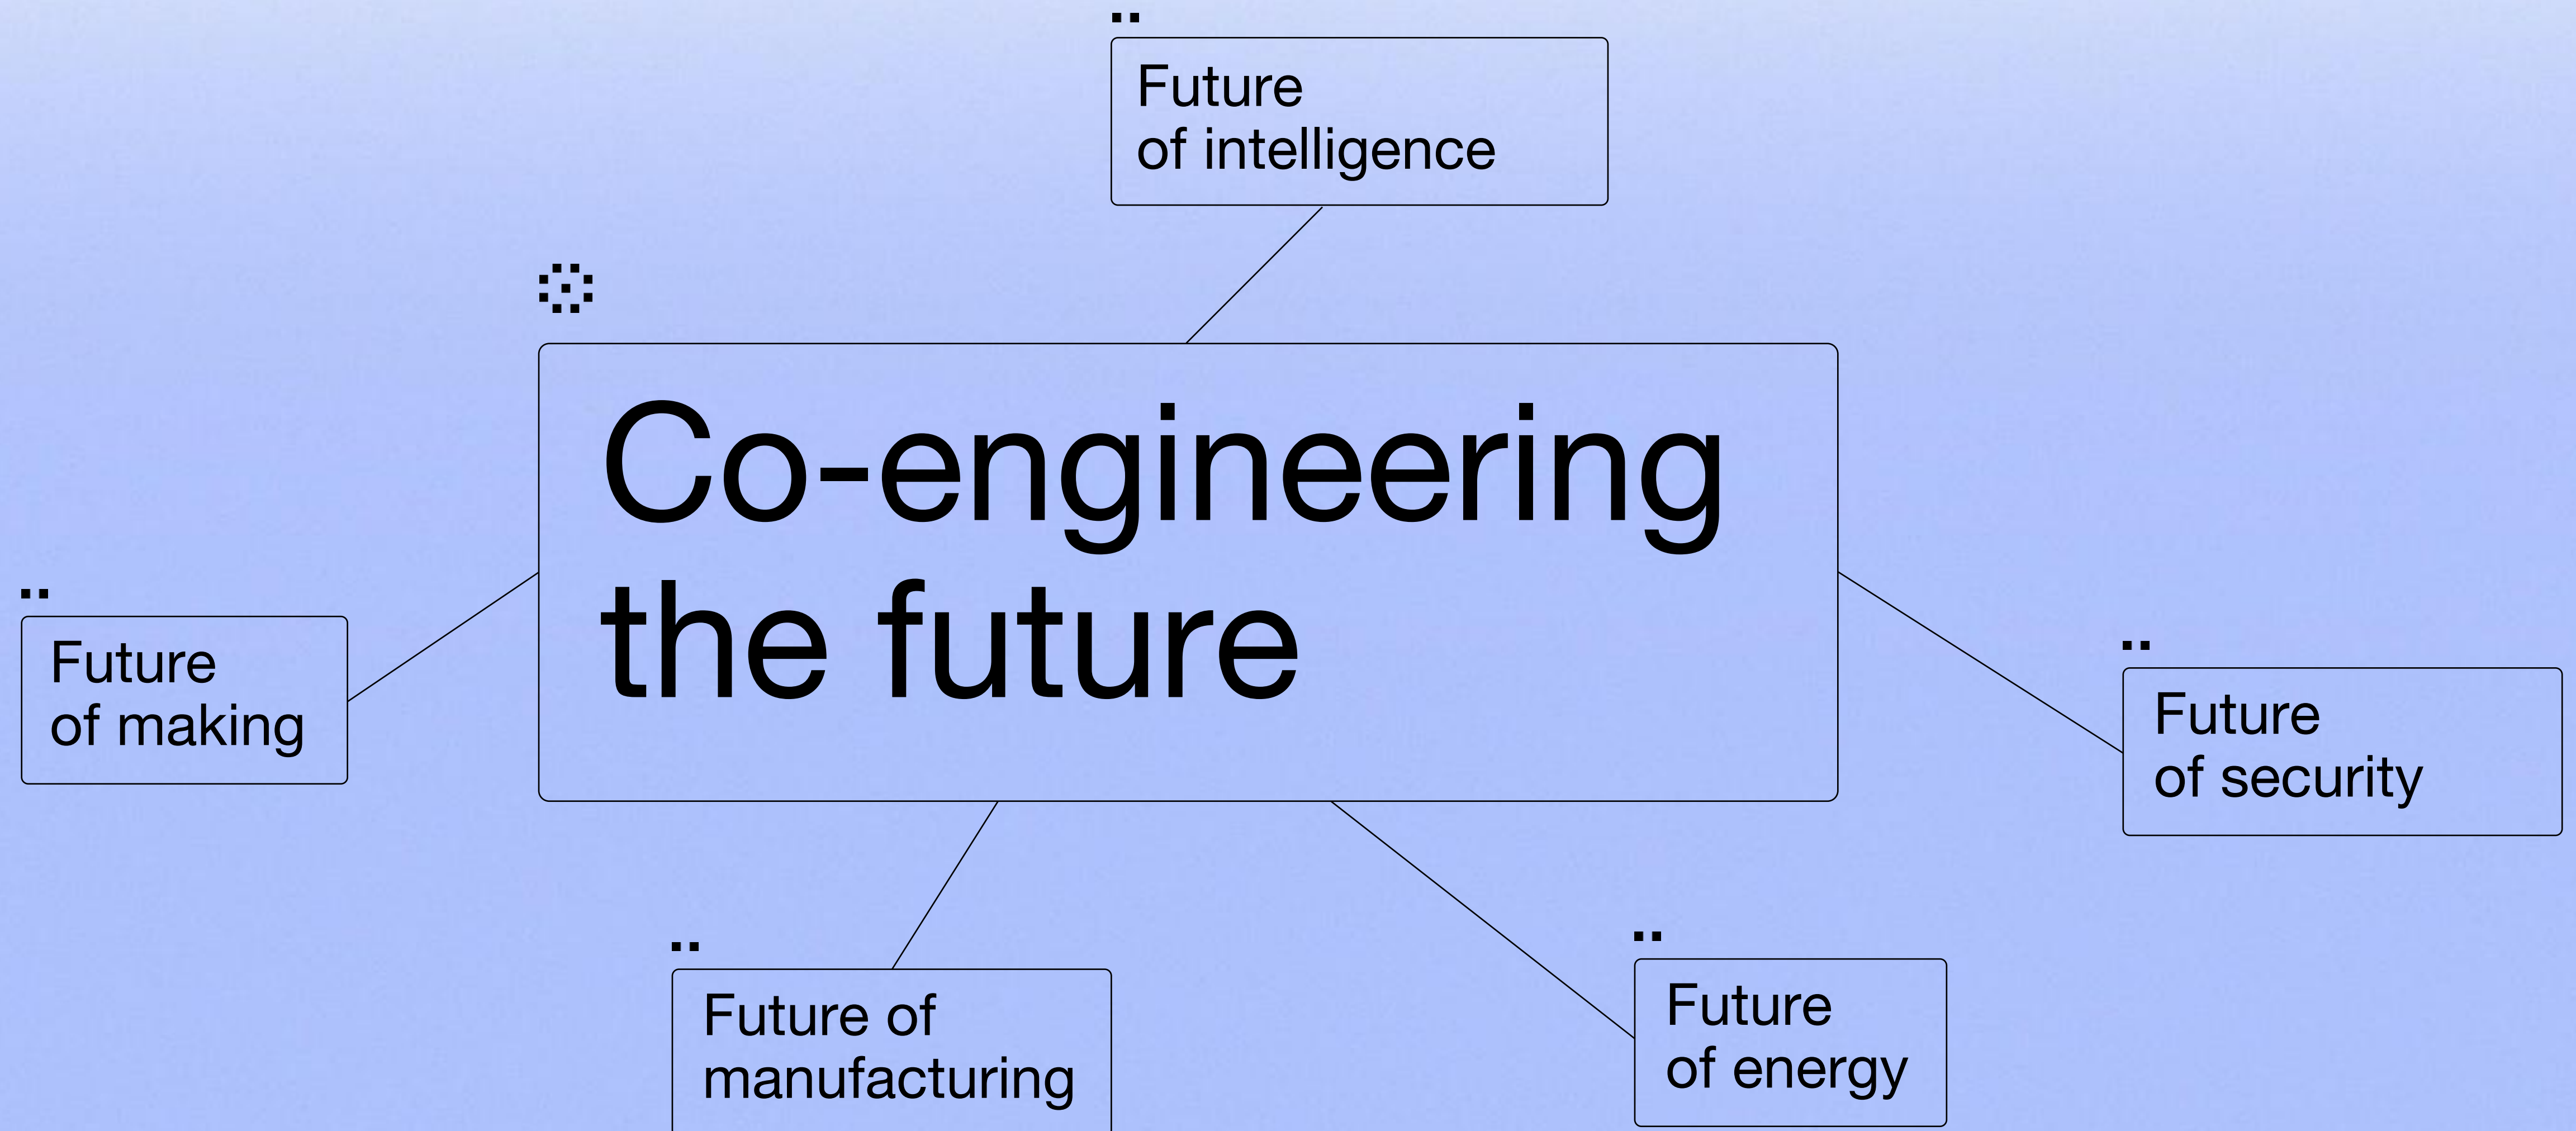 Future
of intelligence
Co-engineering
the future
Future
of making
Future
of security
Future of
manufacturing
Future
of energy